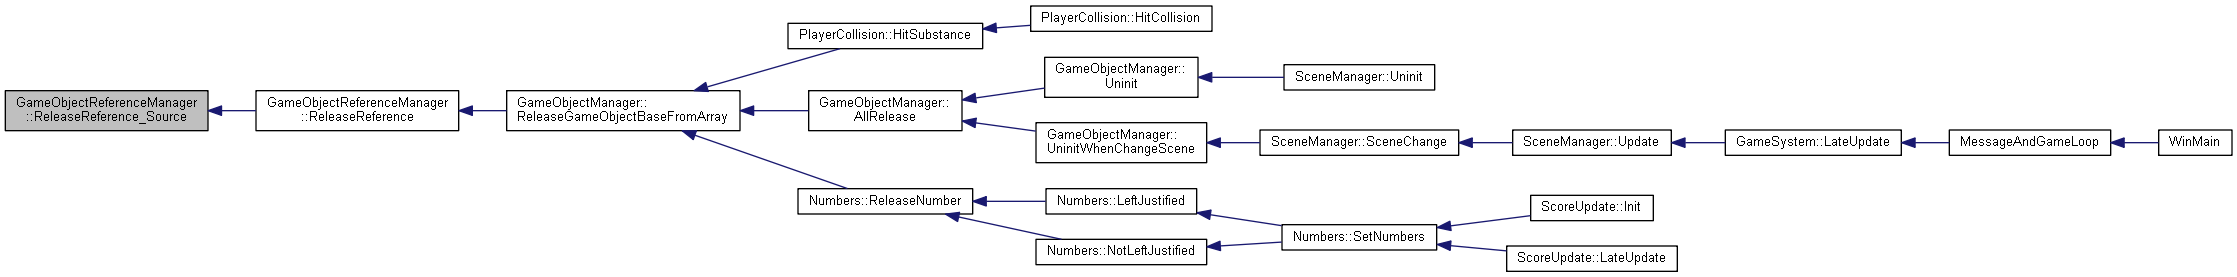 GameObjectReferenceManager
::ReleaseReference_Source
GameObjectReferenceManager
::ReleaseReference
GameObjectManager::
ReleaseGameObjectBaseFromArray
PlayerCollision::HitSubstance
PlayerCollision::HitCollision
GameObjectManager::
AllRelease
GameObjectManager::
Uninit
SceneManager::Uninit
GameObjectManager::
UninitWhenChangeScene
SceneManager::SceneChange
SceneManager::Update
GameSystem::LateUpdate
MessageAndGameLoop
WinMain
Numbers::ReleaseNumber
Numbers::LeftJustified
Numbers::NotLeftJustified
Numbers::SetNumbers
ScoreUpdate::Init
ScoreUpdate::LateUpdate